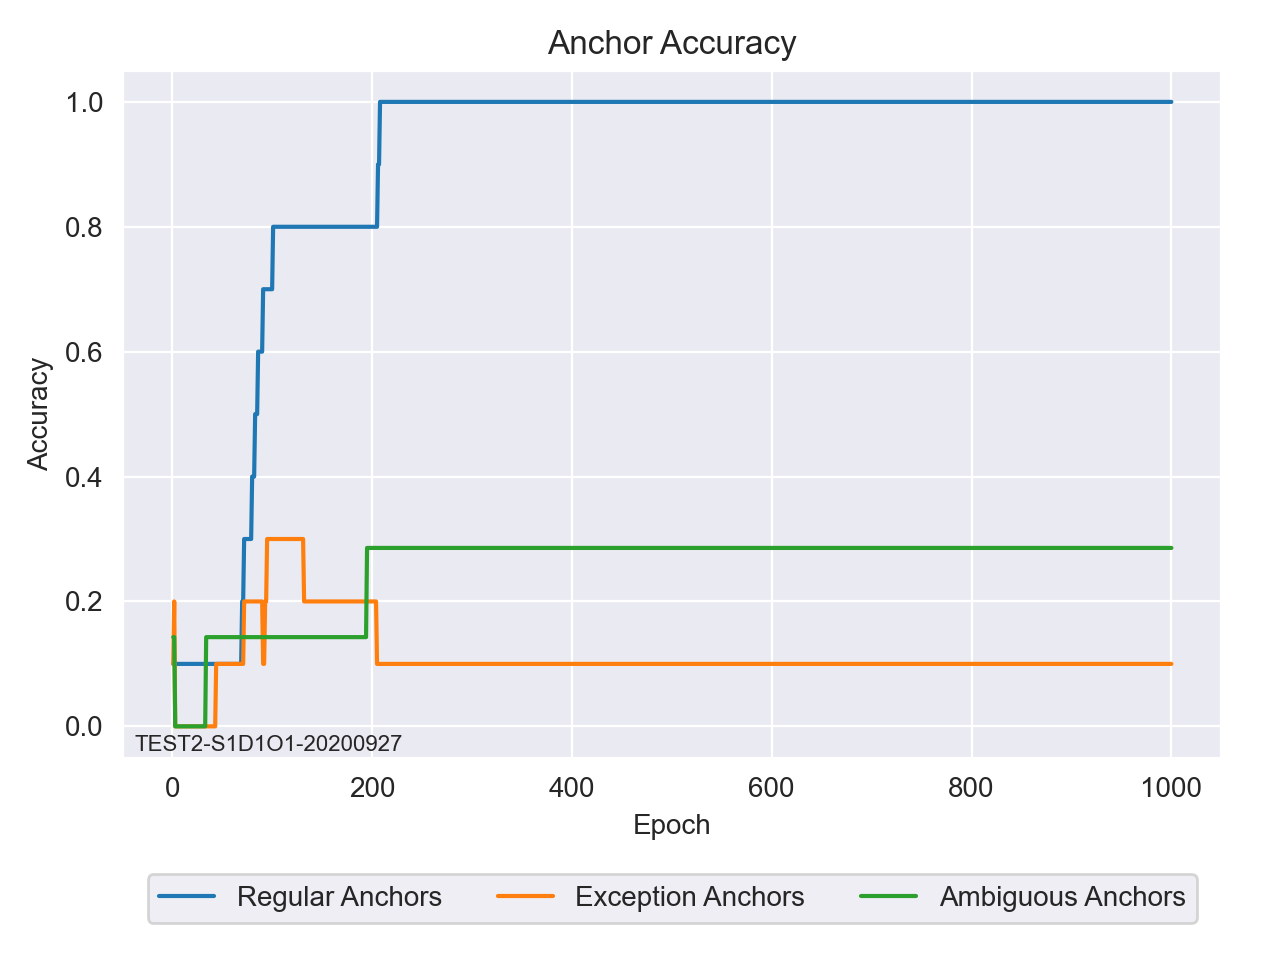 Anchor Accuracy
1.0
0.8
0.6
0.4
0.2
0.0
Accuracy
TEST2-S1D1O1-20200927
0 200 400 600 800 1000
Epoch
Regular Anchors Exception Anchors Ambiguous Anchors